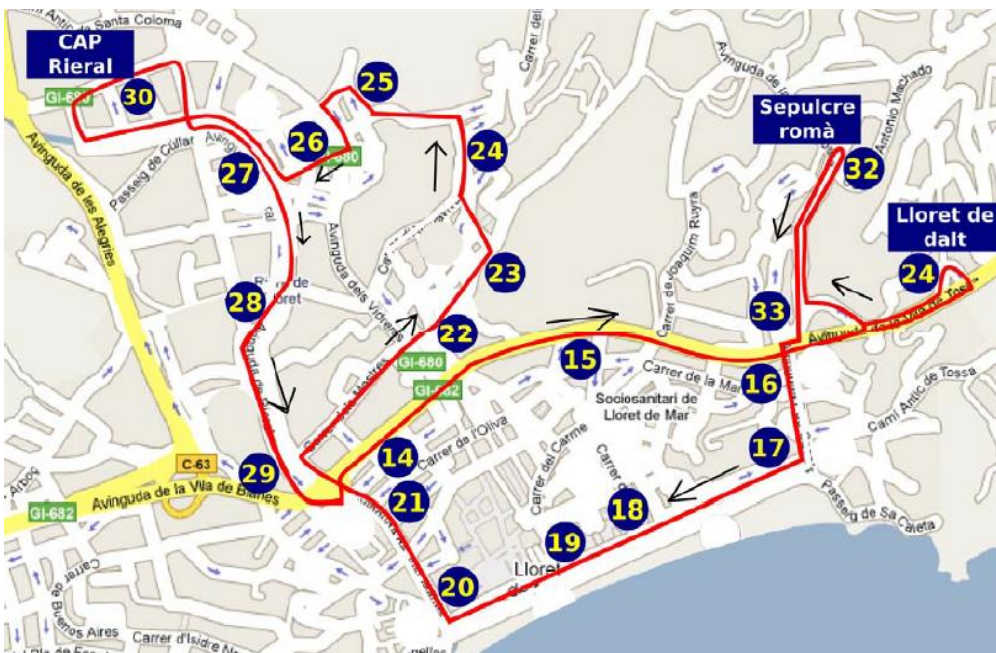 Santa Coloma
CAP
Rieral
GI-680
30
25
26
27
24
Sepulcre
romà
32
Carrer de
Antonio Machado
Lloret de
dalt
24
Passeig de Cúllar
Avinguda de les Alegries
Avinguda dels Vidrerers
Carrer de Joaquim Ruyra
23
28
22
33
GI-680
15
GI-682
Carrer de la Mar
16
Sociosanitari de
Lloret de Mar
Camí Antic de Tossa
14
Carrer de l'Oliva
Carrer del Carme
17
C-63
29
Avinguda de la Vila de Blanes
GI-682
21
18
19
Passeig de Sa Caleta
20
Lloret
Carrer de Buenos Aires
Carrer d'Isidre